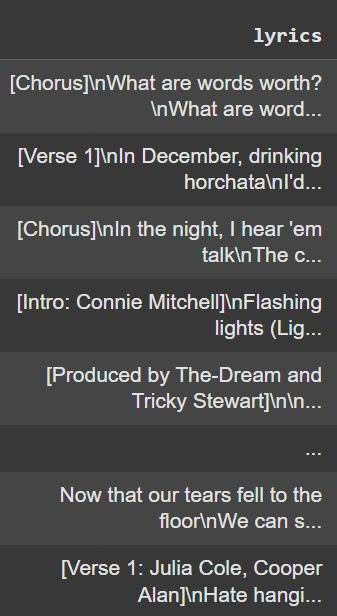 lyrics
[Chorus]\nWhat are words worth?
\nWhat are word...
[Verse 1]\nIn December, drinking
horchata\nI'd...
[Chorus]\nIn the night, I hear 'em
talk\nThe c...
[Intro: Connie Mitchell]\nFlashing
lights (Lig...
[Produced by The-Dream and
Tricky Stewart]\n\n...
...
Now that our tears fell to the
floor\nWe can s...
[Verse 1: Julia Cole, Cooper
Alan]\nHate hangi...